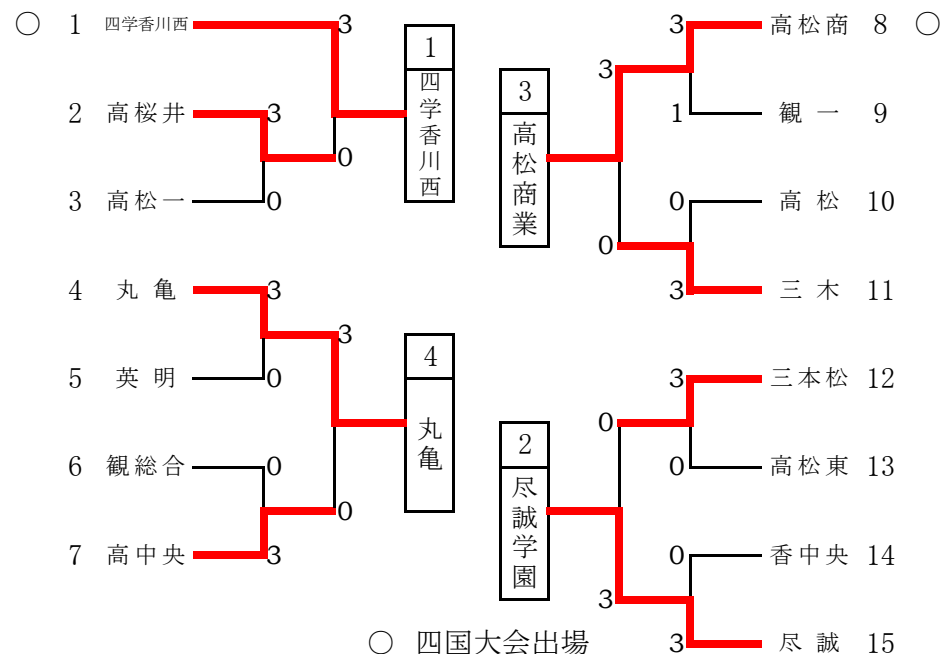 ○ 1 四学香川西 3
2 高桜井 3
0
3 高松一 0
4 丸亀 3
3
5 英明 0
6 観総合 0
0
7 高中央 3
1
四学香川西
4
丸亀
3
高松商業
2
尽誠学園
3 高松商 8 ○
3
1 観一 9
0 高松 10
0
3 三木 11
3 三本松 12
0
0 高松東 13
0 香中央 14
3
3 尽誠 15
○ 四国大会出場